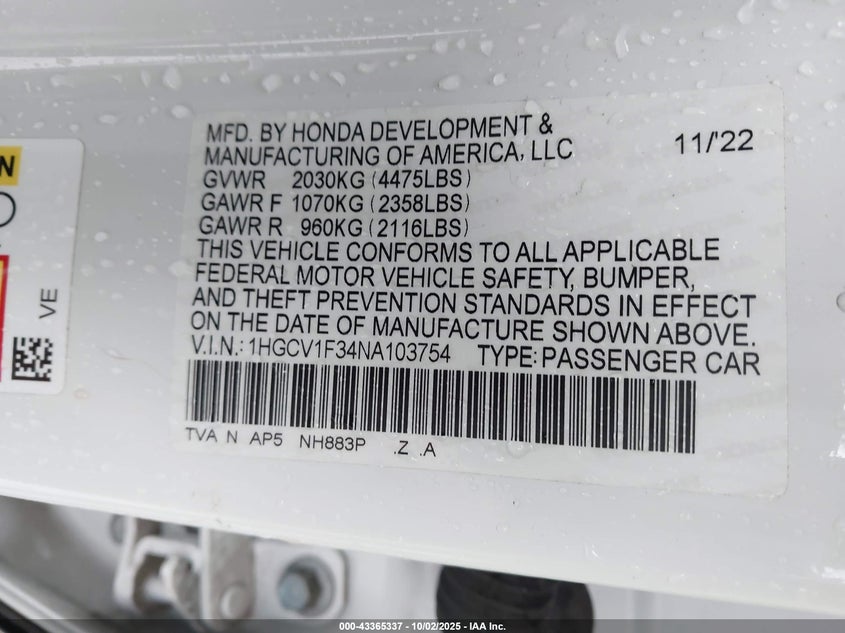 MFD. BY HONDA DEVELOPMENT &
MANUFACTURING OF AMERICA, LLC 11/'22
GVWR 2030KG (4475LBS)
GAWR F 1070KG (2358LBS)
GAWR R 960KG (2116LBS)
THIS VEHICLE CONFORMS TO ALL APPLICABLE
FEDERAL MOTOR VEHICLE SAFETY, BUMPER,
AND THEFT PREVENTION STANDARDS IN EFFECT
ON THE DATE OF MANUFACTURE SHOWN ABOVE.
V.I.N.: 1HGCV1F34NA103754 TYPE: PASSENGER CAR
TVA N AP5 NH883P .Z .A
N
VE
000-43365337 - 10/02/2025 - IAA Inc.